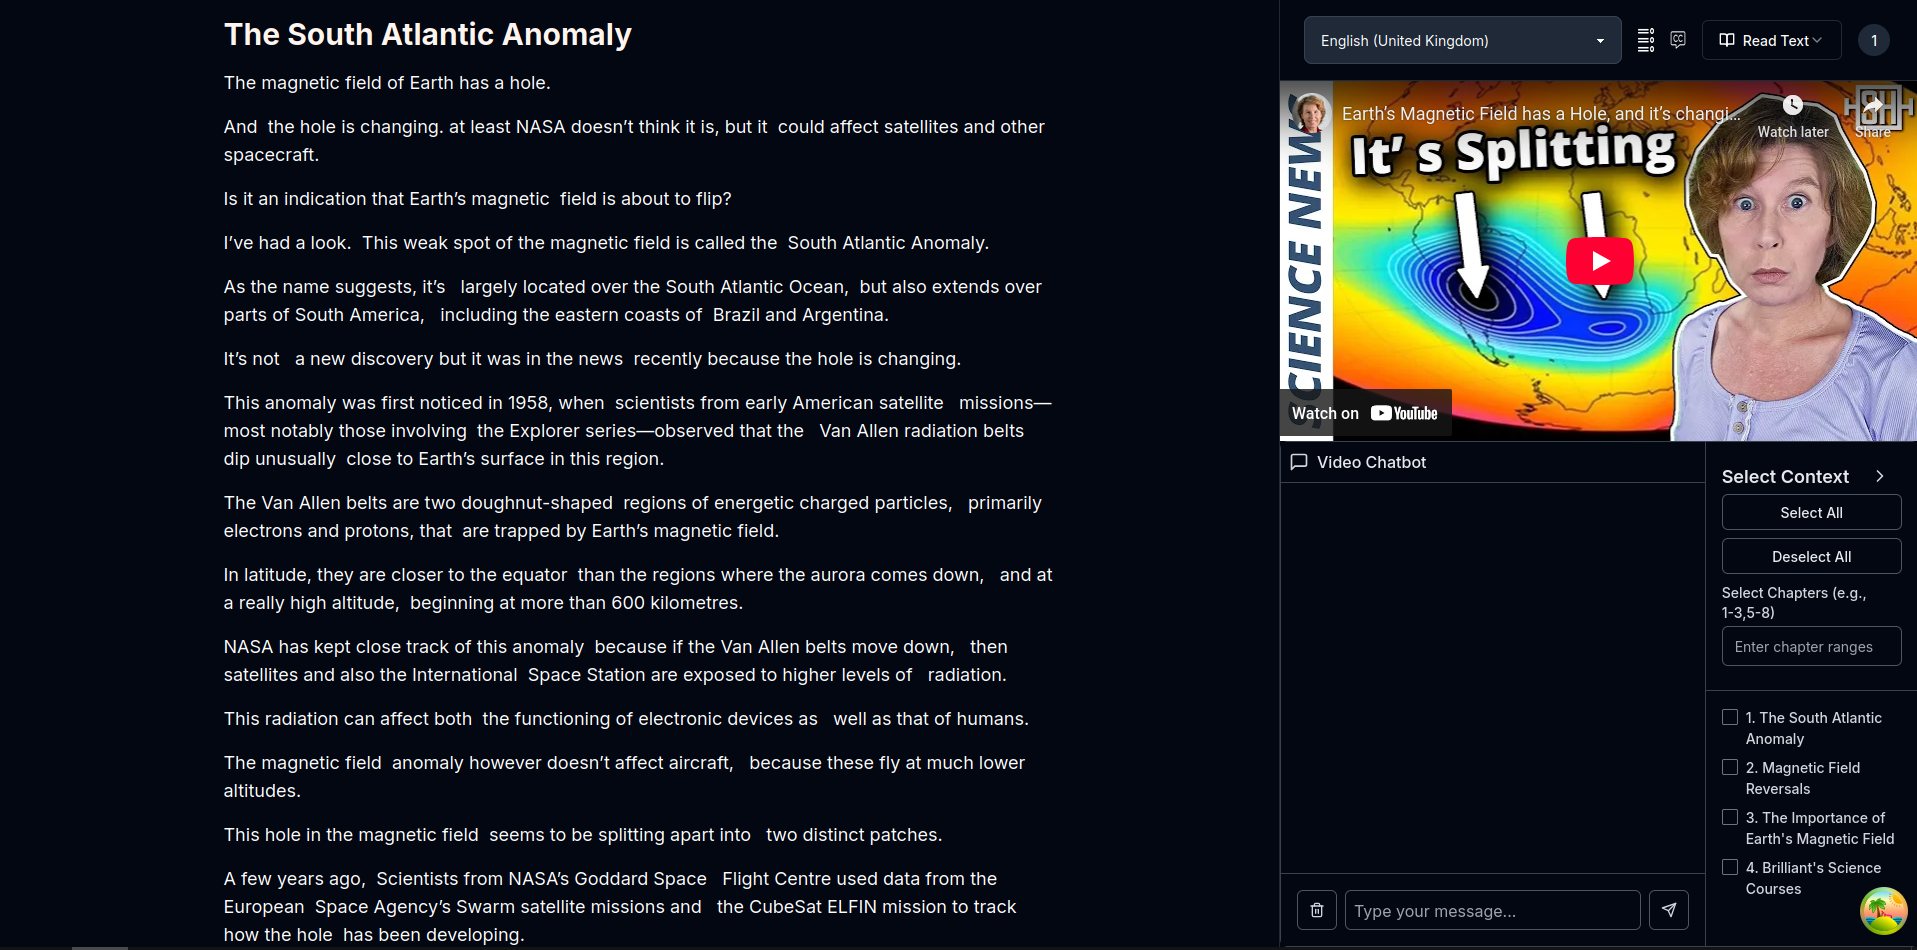 The South Atlantic Anomaly
The magnetic field of Earth has a hole.
And the hole is changing. at least NASA doesn’t think it is, but it could affect satellites and other
spacecraft.
Is it an indication that Earth’s magnetic field is about to flip?
I’ve had a look. This weak spot of the magnetic field is called the South Atlantic Anomaly.
As the name suggests, it’s largely located over the South Atlantic Ocean, but also extends over
parts of South America, including the eastern coasts of Brazil and Argentina.
It’s not a new discovery but it was in the news recently because the hole is changing.
This anomaly was first noticed in 1958, when scientists from early American satellite missions—
most notably those involving the Explorer series—observed that the Van Allen radiation belts
dip unusually close to Earth’s surface in this region.
The Van Allen belts are two doughnut-shaped regions of energetic charged particles, primarily
electrons and protons, that are trapped by Earth’s magnetic field.
In latitude, they are closer to the equator than the regions where the aurora comes down, and at
a really high altitude, beginning at more than 600 kilometres.
NASA has kept close track of this anomaly because if the Van Allen belts move down, then
satellites and also the International Space Station are exposed to higher levels of radiation.
This radiation can affect both the functioning of electronic devices as well as that of humans.
The magnetic field anomaly however doesn’t affect aircraft, because these fly at much lower
altitudes.
This hole in the magnetic field seems to be splitting apart into two distinct patches.
A few years ago, Scientists from NASA’s Goddard Space Flight Centre used data from the
European Space Agency’s Swarm satellite missions and the CubeSat ELFIN mission to track
how the hole has been developing.
English (United Kingdom)
CC
Read Text
1
Earth’s Magnetic Field has a Hole, and it’s changi...
Watch later
Share
SH
It’s Splitting
SCIENCE NEWS
Watch on YouTube
Video Chatbot
Type your message...
Select Context
Select All
Deselect All
Select Chapters (e.g.,
1-3,5-8)
Enter chapter ranges
1. The South Atlantic
Anomaly
2. Magnetic Field
Reversals
3. The Importance of
Earth's Magnetic Field
4. Brilliant's Science
Courses